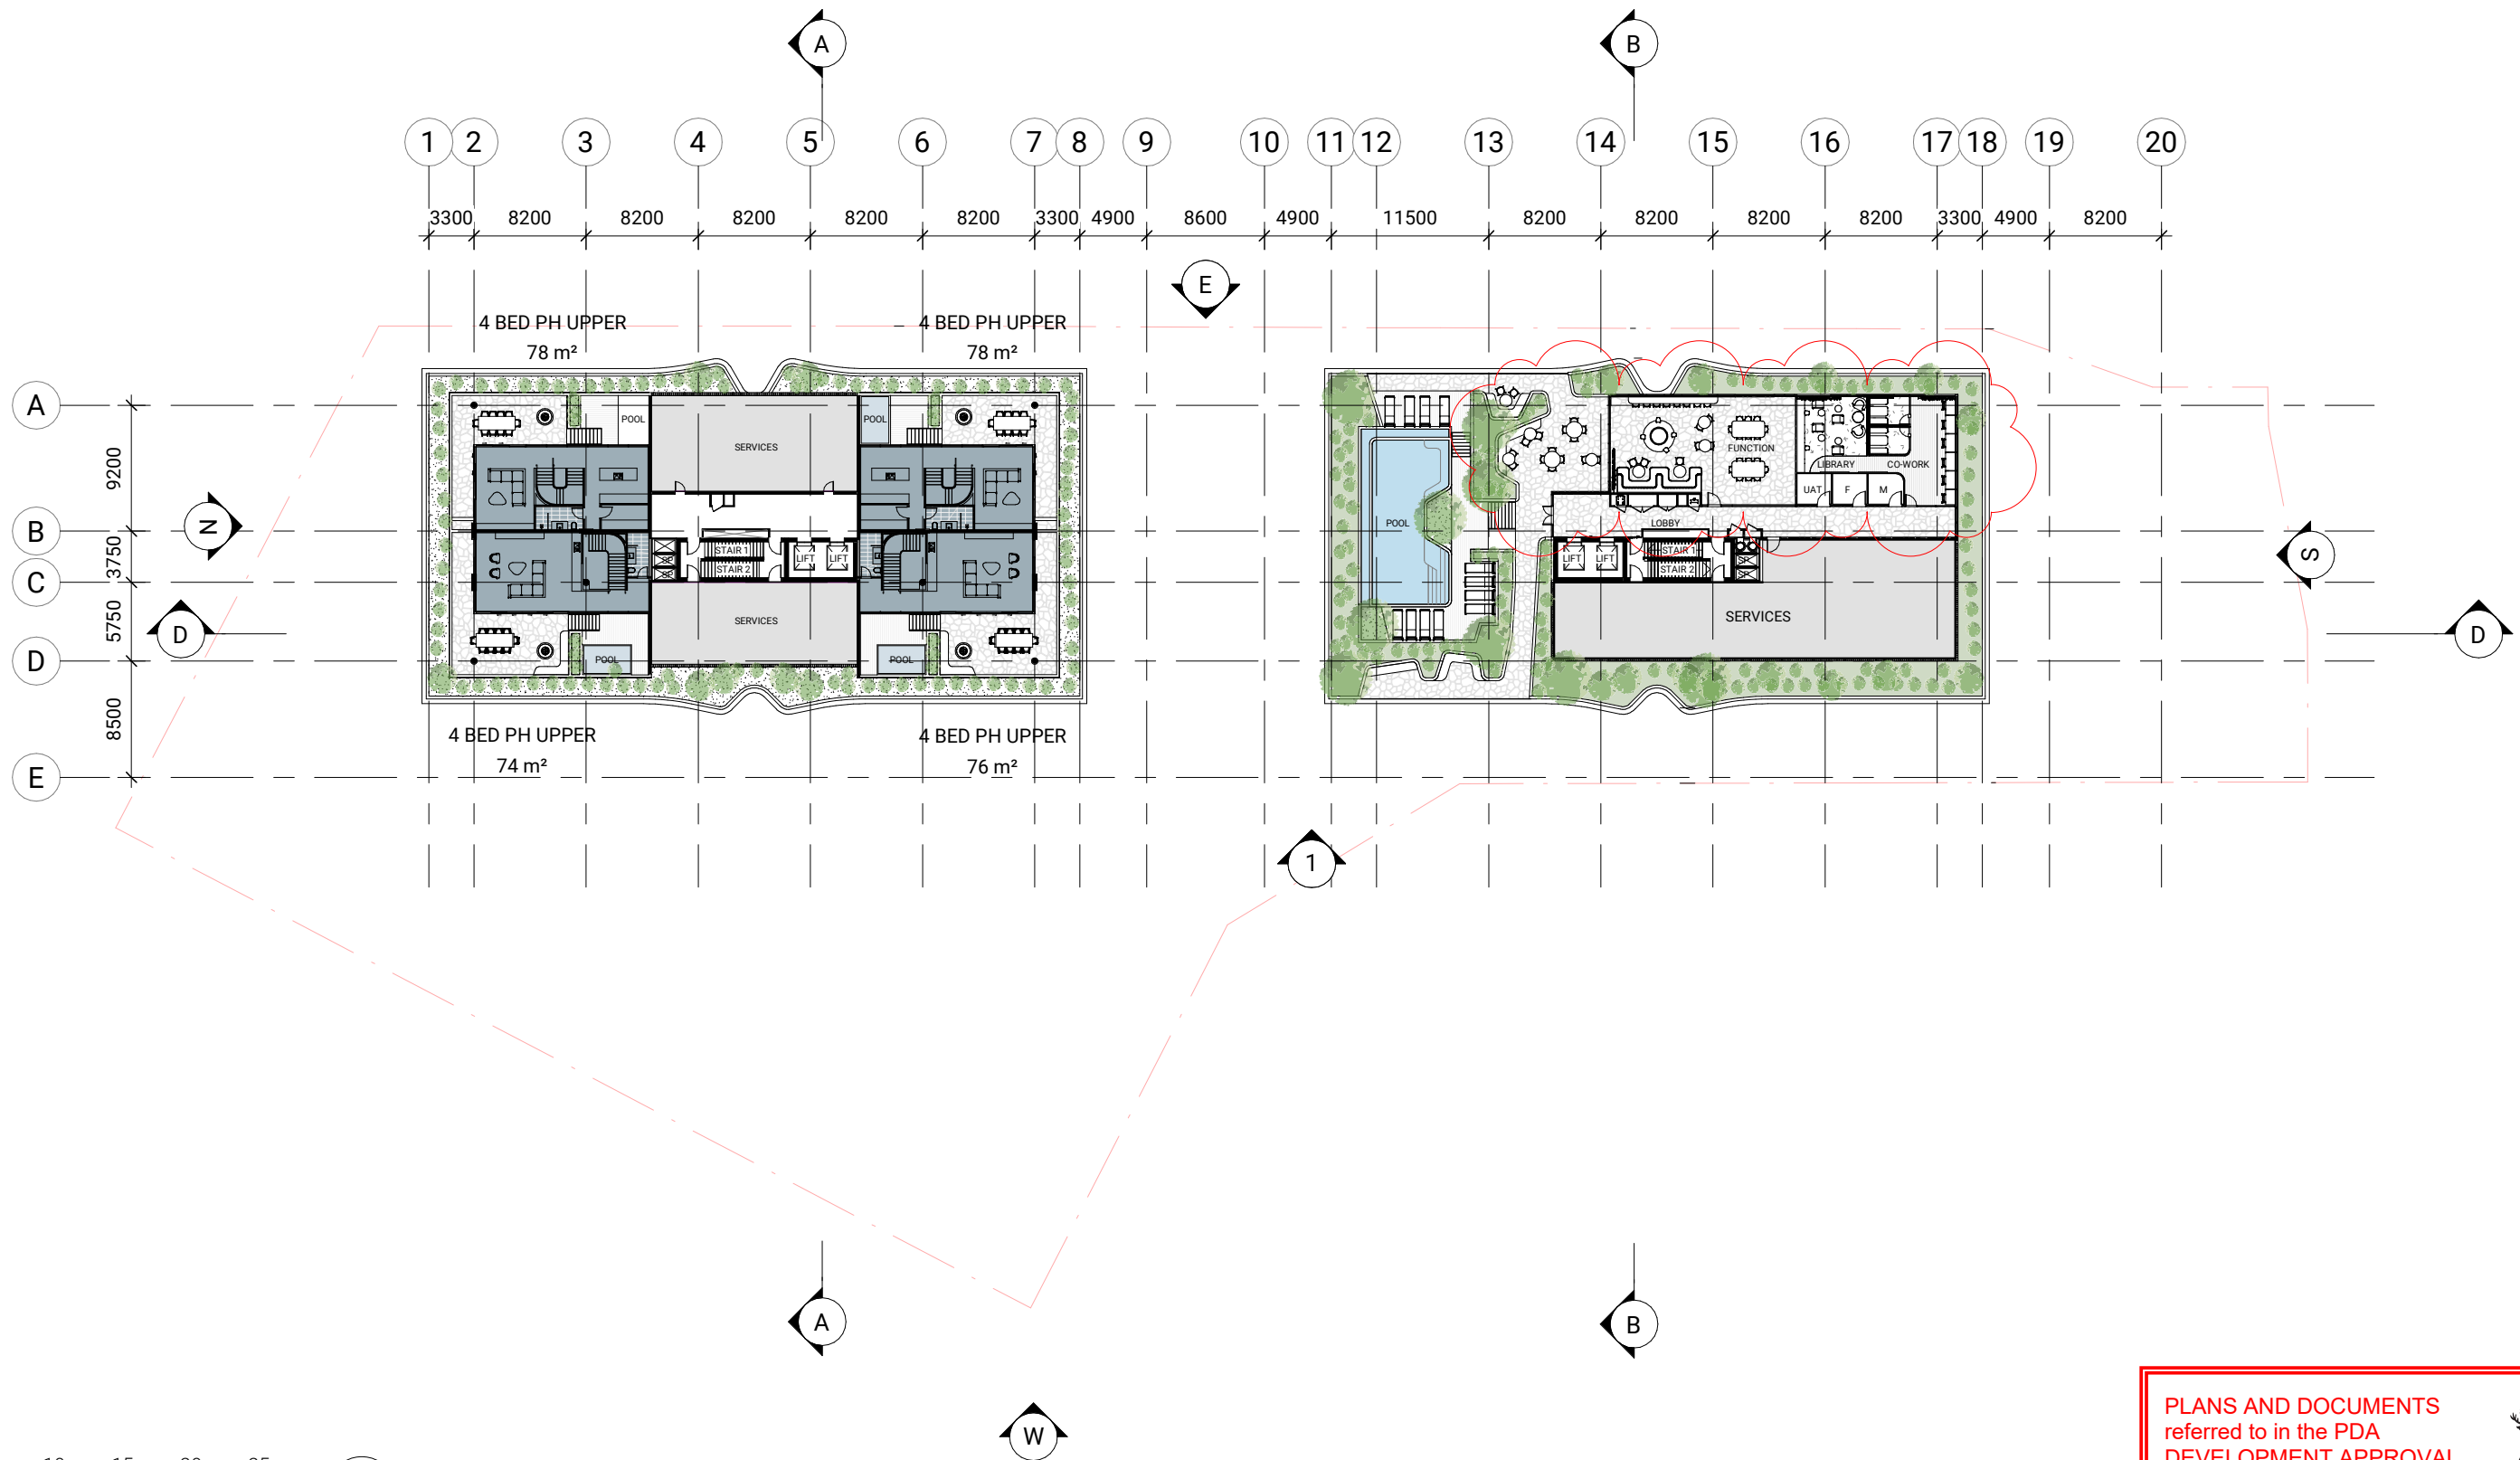 A B
1 2 3 4 5 6 7 8 9 10 11 12 13 14 15 16 17 18 19 20
3300 8200 8200 8200 8200 8200 3300 4900 8600 4900 11500 8200 8200 8200 8200 3300 4900 8200
E
4 BED PH UPPER 4 BED PH UPPER
78 m² 78 m²
A
POOL POOL
SERVICES FUNCTION
9200
LIBRARY CO-WORK
UAT F M
N B POOL LOBBY S
3750
STAIR 1 LIFT LIFT LIFT LIFT STAIR 1
STAIR 2 STAIR 2
C
5750
SERVICES SERVICES
D D
D POOL POOL
8500
4 BED PH UPPER 4 BED PH UPPER
74 m² 76 m²
E
1
A B
W
PLANS AND DOCUMENTS
referred to in the PDA
DEVELOPMENT APPROVAL